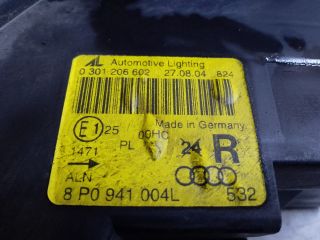 AL Automotive Lighting
0 301 206 602 27.08.04 824
Made in Germany
E1 25 00HC
1471 PL 24 R
ALN
8 P0 941 004L 532